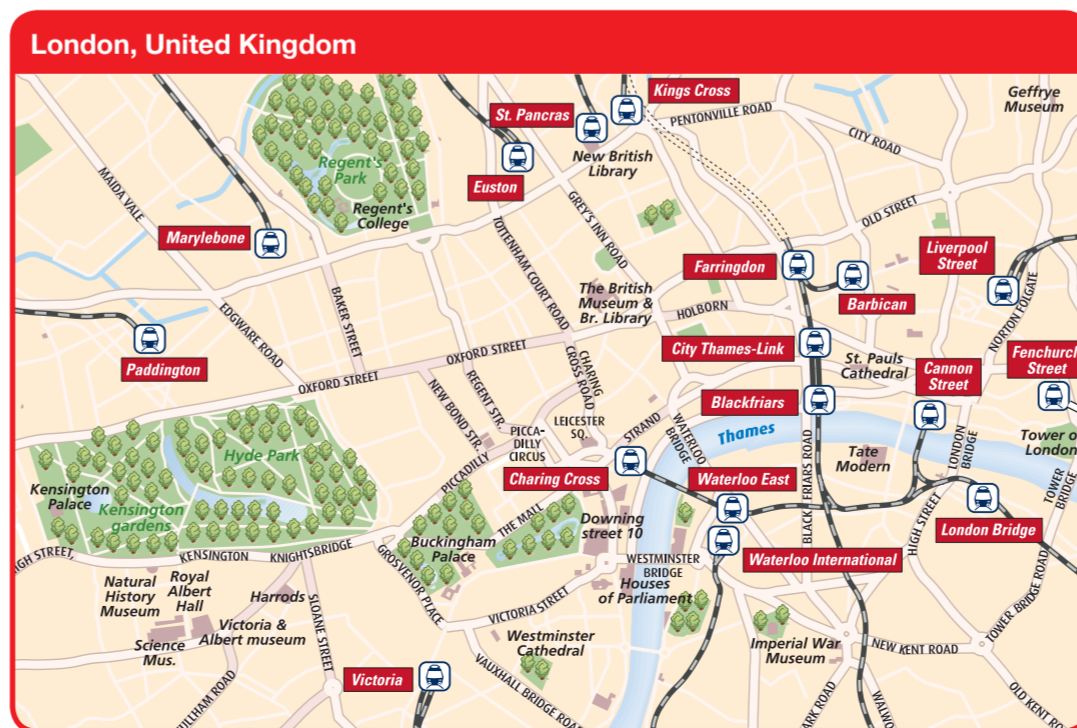 London, United Kingdom
Kings Cross
St. Pancras
PENTONVILLE ROAD
Geffrye
Museum
CITY ROAD
New British
Library
Euston
Regent's
Park
Regent's
College
MAIDA VALE
GREY'S INN ROAD
OLD STREET
Marylebone
TOTTENHAM COURT ROAD
Farringdon
Liverpool
Street
Barbican
The British
Museum &
Br. Library
HOLBORN
NORTON FOLGATE
EDGWARE ROAD
BAKER STREET
Paddington
OXFORD STREET
OXFORD STREET
City Thames-Link
St. Pauls
Cathedral
Cannon
Street
Fenchurch
Street
CHARING
CROSS ROAD
REGENT STR.
NEW BOND STR.
Blackfriars
LEICESTER
SQ.
PICCA-
DILLY
CIRCUS
STRAND
WATERLOO
BRIDGE
Thames
Hyde Park
Tate
Modern
LONDON
BRIDGE
Tower o
London
PICCADILLY
Charing Cross
Waterloo East
TOWER
BRIDGE
Kensington
Palace
Kensington
gardens
THE MALL
Downing
street 10
BLACK FRIARS ROAD
HIGH STREET
London Bridge
Buckingham
Palace
HIGH STREET,
KENSINGTON
KNIGHTSBRIDGE
GROSVENOR PLACE
WESTMINSTER
BRIDGE
Waterloo International
Houses
of Parliament
Natural
History
Museum
Royal
Albert
Hall
Harrods
VICTORIA STREET
TOWER BRIDGE ROAD
Victoria &
Albert museum
Science
Mus.
SLOANE STREET
Westminster
Cathedral
Imperial War
Museum
NEW KENT ROAD
Victoria
VAUXHALL BRIDGE ROAD
ULLHAM ROAD
ARK ROAD
WALWO
OLD KENT RO